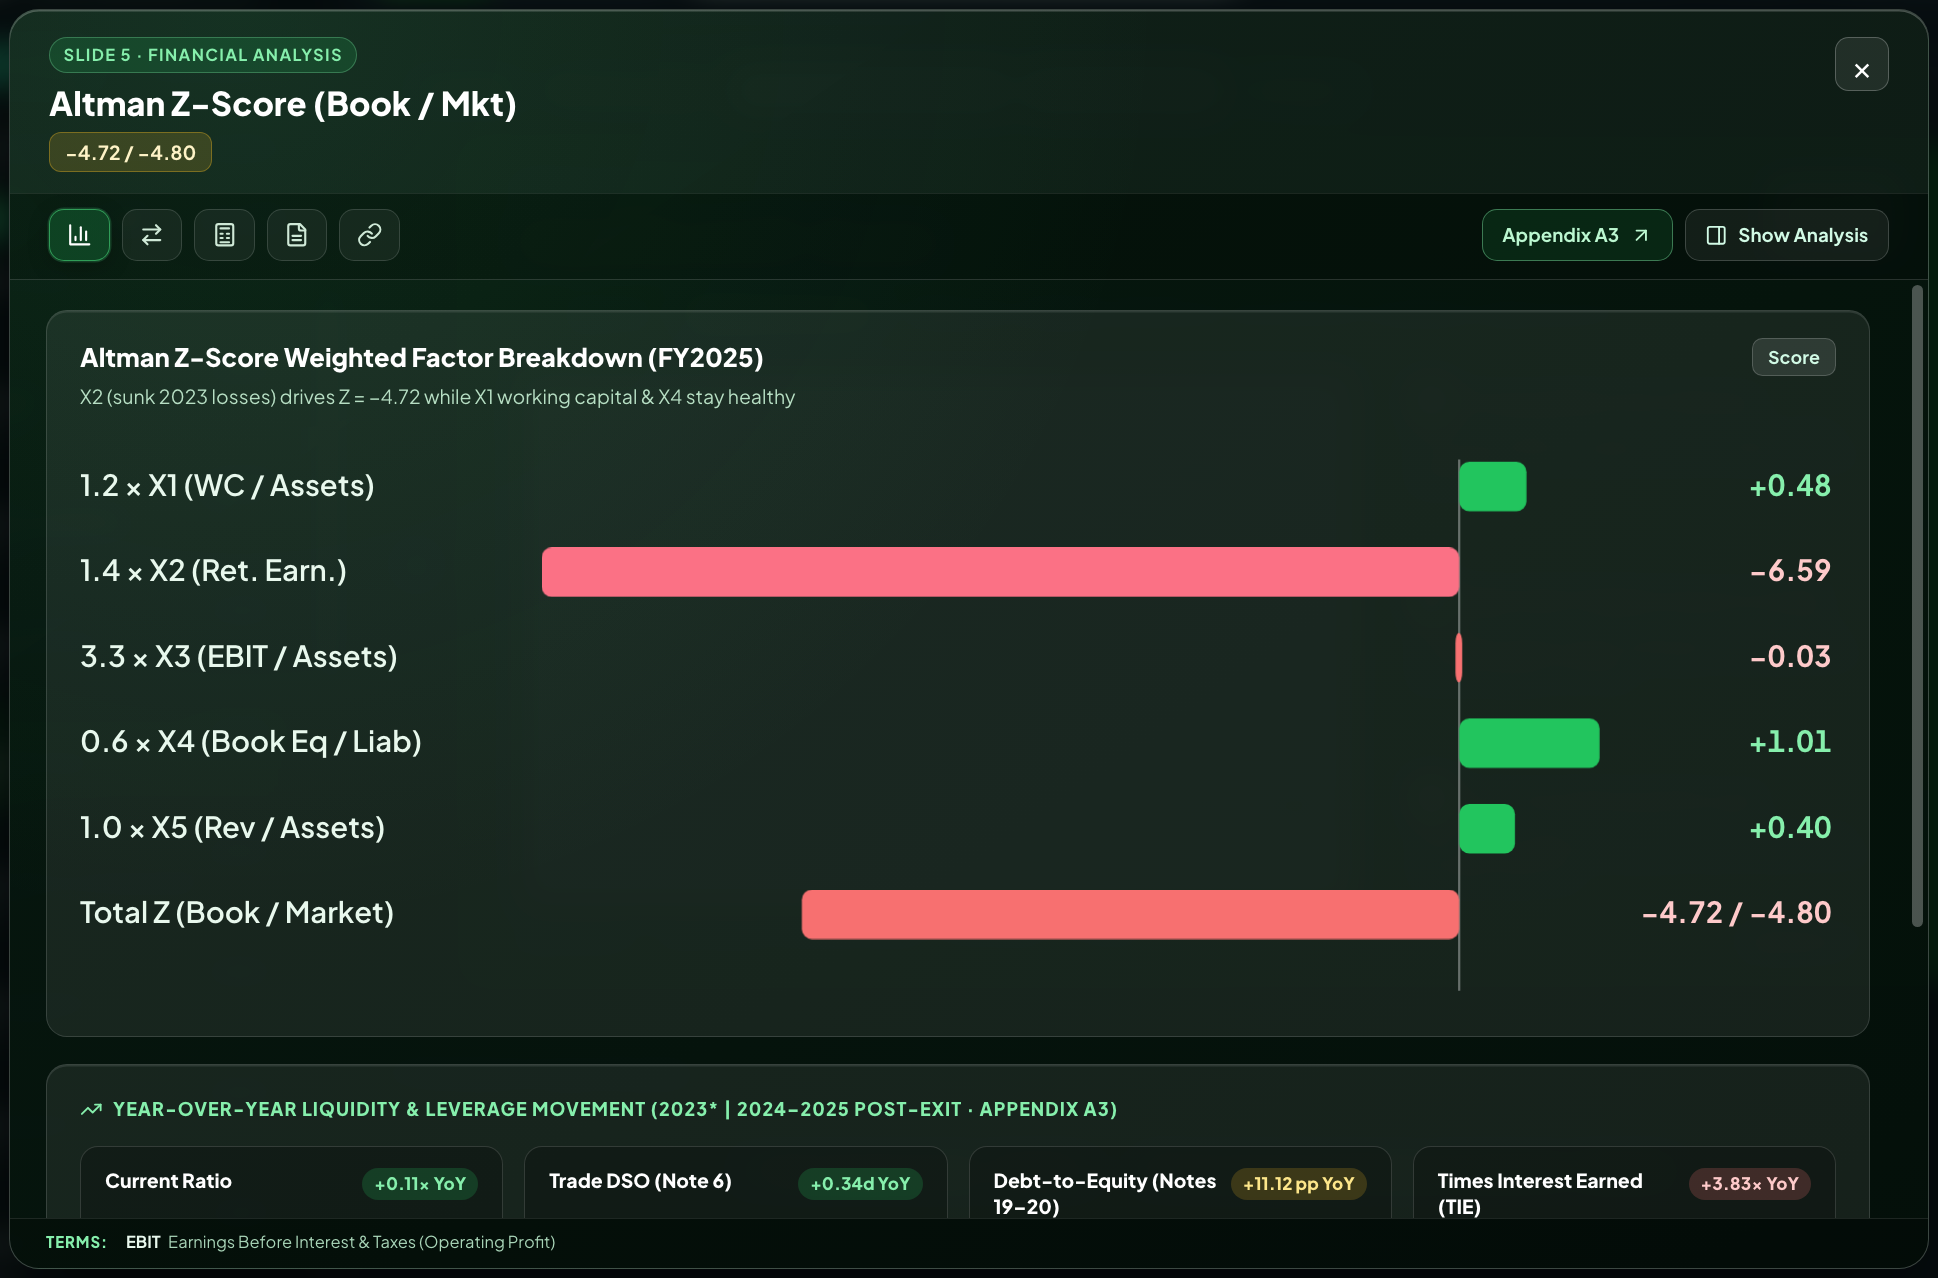 SLIDE 5 · FINANCIAL ANALYSIS
Altman Z-Score (Book / Mkt)
−4.72 / −4.80
Appendix A3
Show Analysis
Altman Z-Score Weighted Factor Breakdown (FY2025)
Score
X2 (sunk 2023 losses) drives Z = −4.72 while X1 working capital & X4 stay healthy
1.2 × X1 (WC / Assets) +0.48
1.4 × X2 (Ret. Earn.) −6.59
3.3 × X3 (EBIT / Assets) −0.03
0.6 × X4 (Book Eq / Liab) +1.01
1.0 × X5 (Rev / Assets) +0.40
Total Z (Book / Market) −4.72 / −4.80
YEAR-OVER-YEAR LIQUIDITY & LEVERAGE MOVEMENT (2023* | 2024–2025 POST-EXIT · APPENDIX A3)
Current Ratio
+0.11× YoY
Trade DSO (Note 6)
+0.34d YoY
Debt-to-Equity (Notes
19–20)
+11.12 pp YoY
Times Interest Earned
(TIE)
+3.83× YoY
TERMS: EBIT Earnings Before Interest & Taxes (Operating Profit)